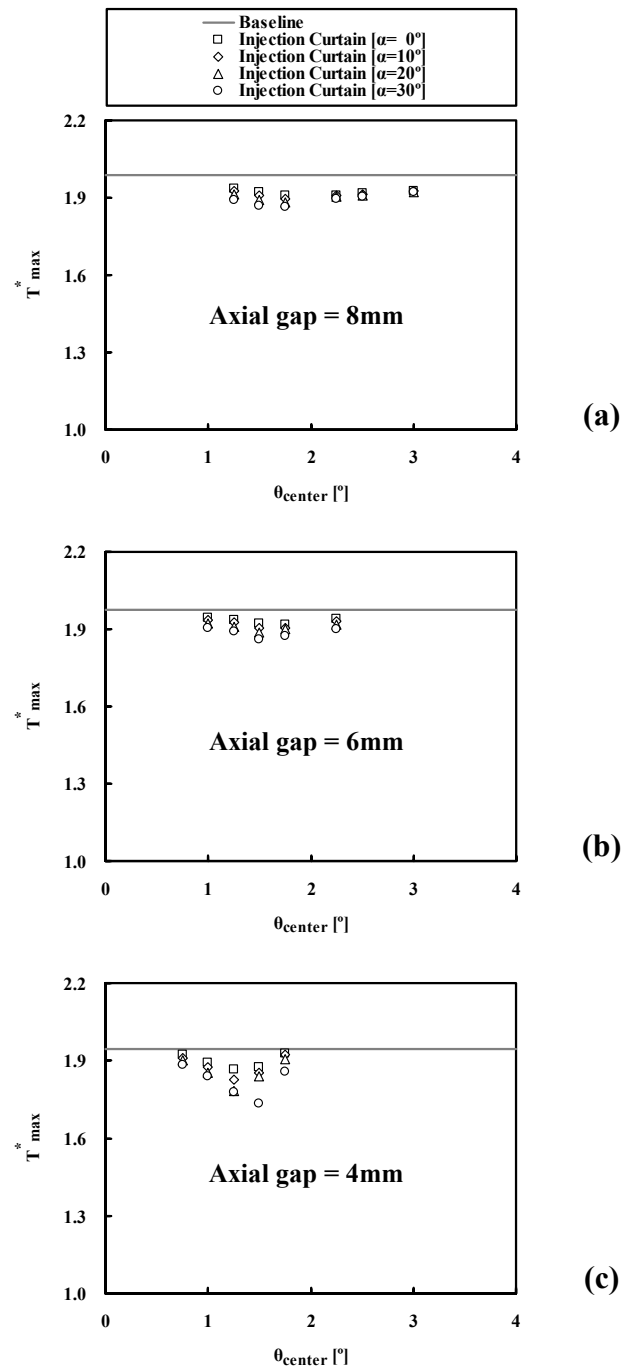 Baseline
Injection Curtain [α= 0º]
Injection Curtain [α=10º]
Injection Curtain [α=20º]
Injection Curtain [α=30º]
2.2
1.9
1.6
1.3
1.0
T*max
Axial gap = 8mm
0 1 2 3 4
θcenter [º]
(a)
2.2
1.9
1.6
1.3
1.0
T*max
Axial gap = 6mm
0 1 2 3 4
θcenter [º]
(b)
2.2
1.9
1.6
1.3
1.0
T*max
Axial gap = 4mm
0 1 2 3 4
θcenter [º]
(c)